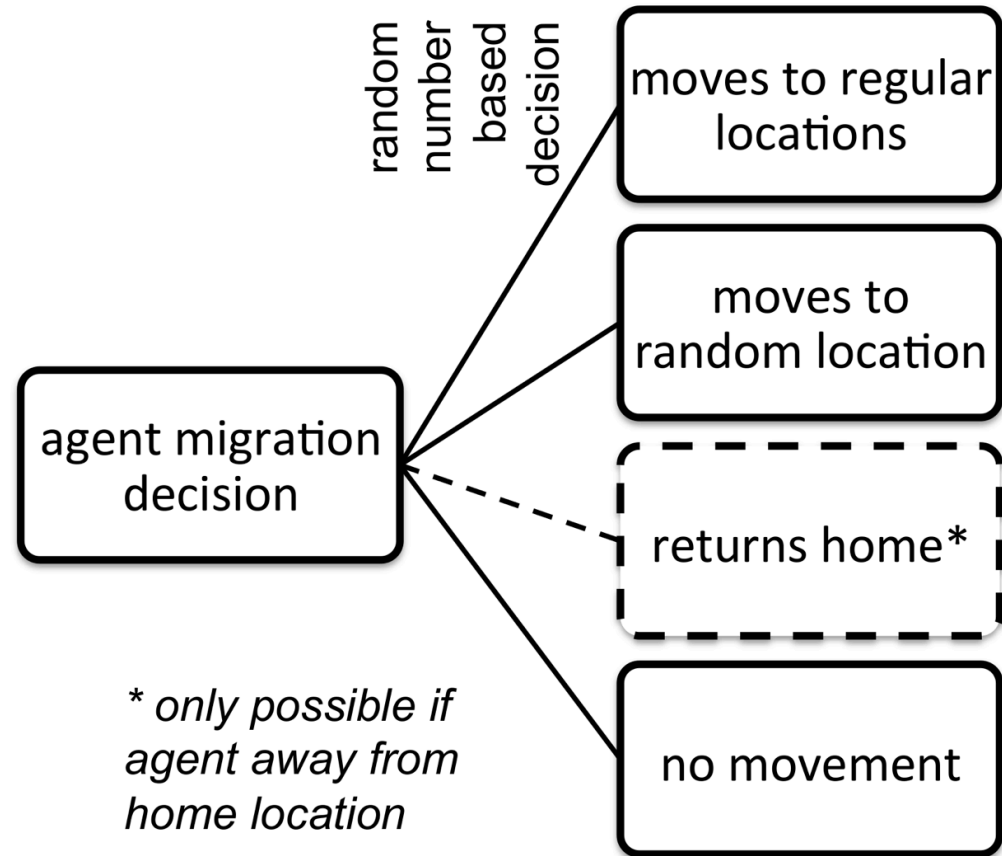 random
number
based
decision
moves to regular
locations
moves to
random location
agent migration
decision
returns home*
no movement
* only possible if
agent away from
home location